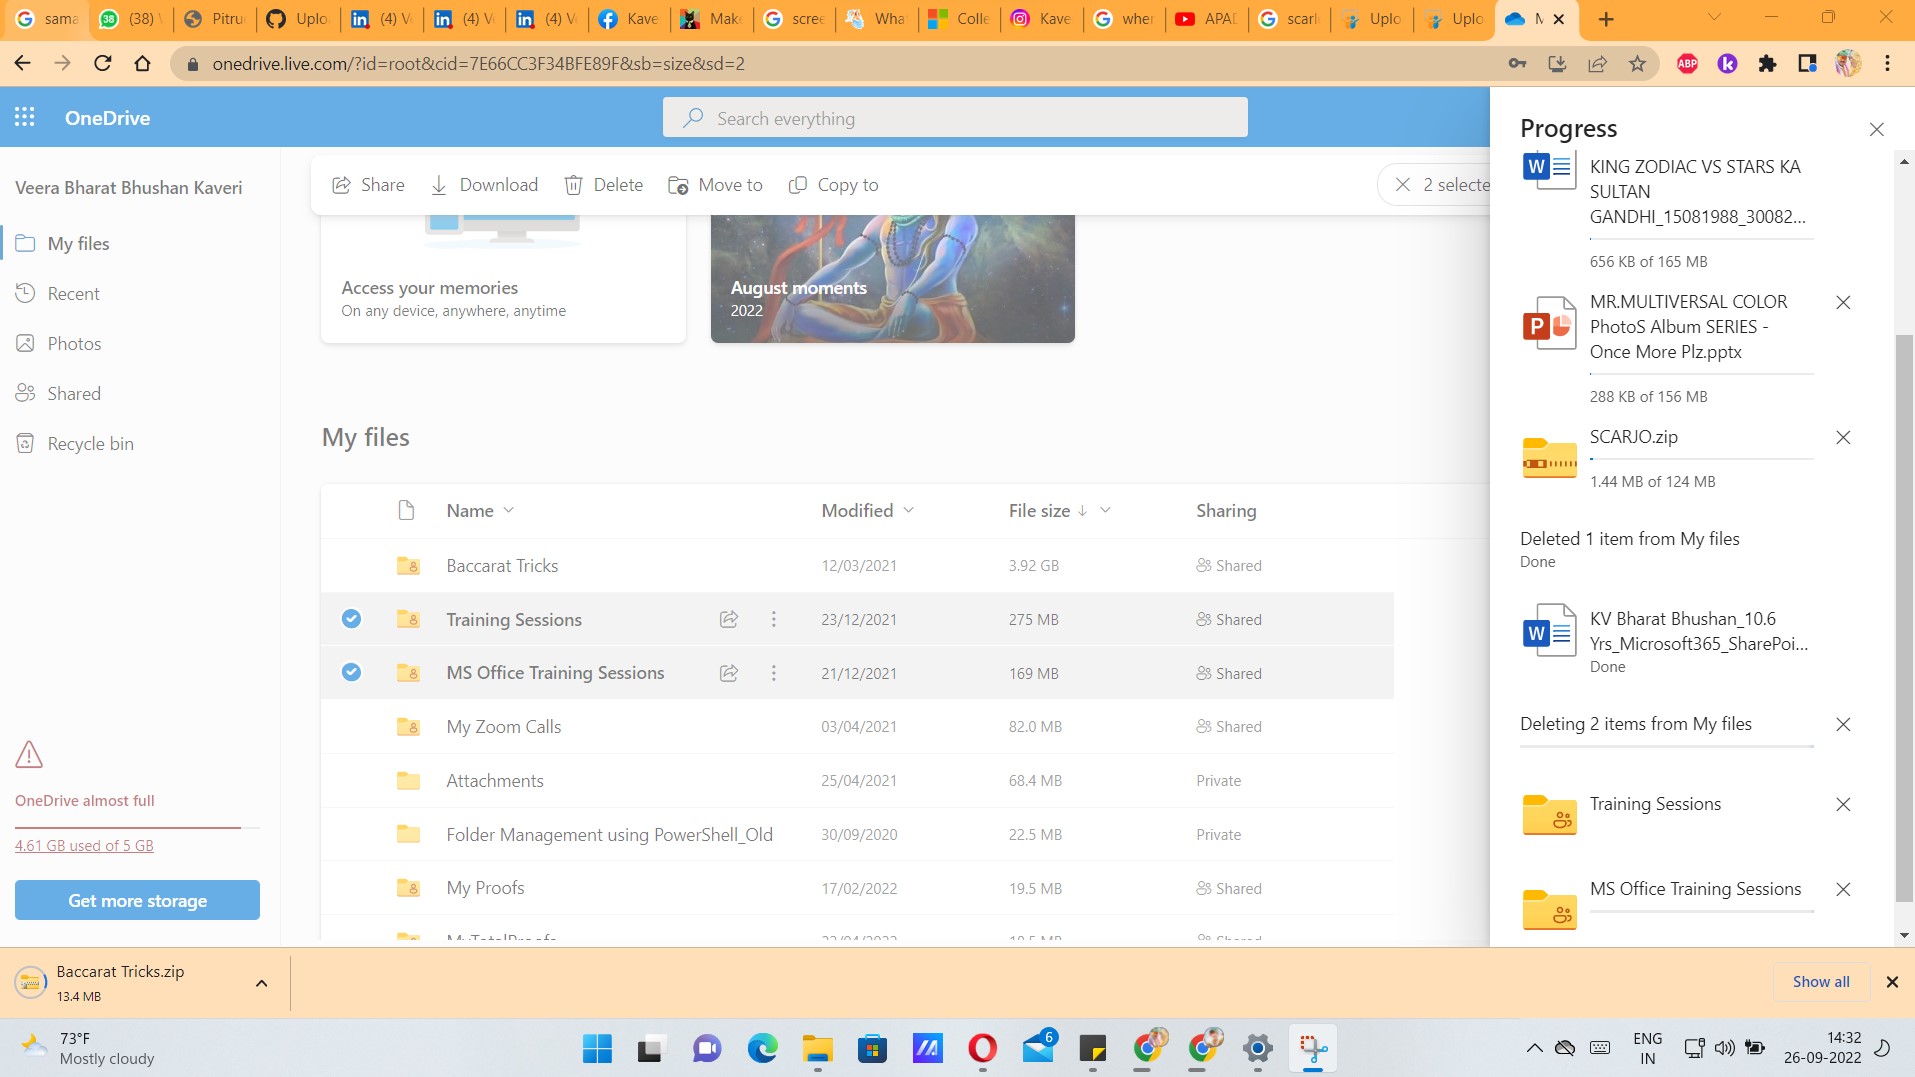 sama
(38) V
Pitru
Uplo
(4) Ve
(4) Ve
(4) Ve
Kave
Make
scree
What
Colle
Kave
wher
APAD
scarle
Uplo
Uplo
onedrive.live.com/?id=root&cid=7E66CC3F34BFE89F&sb=size&sd=2
ABP
k
OneDrive
Search everything
Veera Bharat Bhushan Kaveri
My files
Recent
Photos
Shared
Recycle bin
OneDrive almost full
4.61 GB used of 5 GB
Get more storage
Share
Download
Delete
Move to
Copy to
2 selecte
Access your memories
On any device, anywhere, anytime
August moments
2022
My files
Name Modified File size Sharing
Baccarat Tricks 12/03/2021 3.92 GB Shared
Training Sessions 23/12/2021 275 MB Shared
MS Office Training Sessions 21/12/2021 169 MB Shared
My Zoom Calls 03/04/2021 82.0 MB Shared
Attachments 25/04/2021 68.4 MB Private
Folder Management using PowerShell_Old 30/09/2020 22.5 MB Private
My Proofs 17/02/2022 19.5 MB Shared
Progress
KING ZODIAC VS STARS KA
SULTAN
GANDHI_15081988_30082...
656 KB of 165 MB
MR.MULTIVERSAL COLOR
PhotoS Album SERIES -
Once More Plz.pptx
288 KB of 156 MB
SCARJO.zip
1.44 MB of 124 MB
Deleted 1 item from My files
Done
KV Bharat Bhushan_10.6
Yrs_Microsoft365_SharePoi...
Done
Deleting 2 items from My files
Training Sessions
MS Office Training Sessions
Baccarat Tricks.zip
13.4 MB
Show all
73°F
Mostly cloudy
6
ENG
IN
14:32
26-09-2022